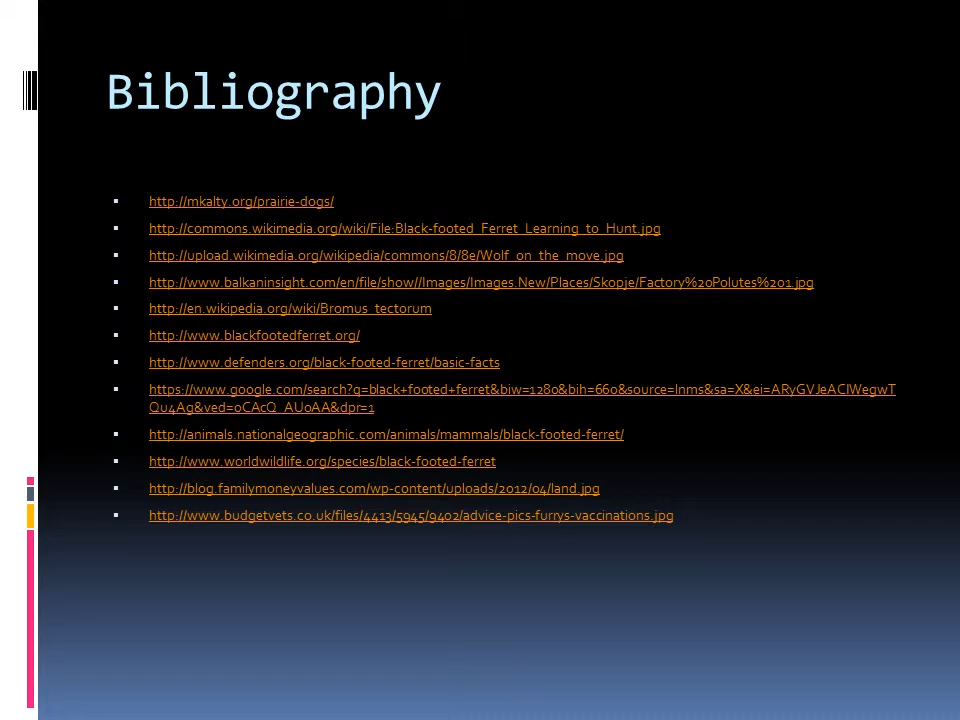 Bibliography
http://mkalty.org/prairie-dogs/
http://commons.wikimedia.org/wiki/File:Black-footed_Ferret_Learning_to_Hunt.jpg
http://upload.wikimedia.org/wikipedia/commons/8/8e/Wolf_on_the_move.jpg
http://www.balkaninsight.com/en/file/show//Images/Images.New/Places/Skopje/Factory%20Polutes%201.jpg
http://en.wikipedia.org/wiki/Bromus_tectorum
http://www.blackfootedferret.org/
http://www.defenders.org/black-footed-ferret/basic-facts
https://www.google.com/search?q=black+footed+ferret&biw=1280&bih=660&source=lnms&sa=X&ei=ARyGVJeACIWegwT
Qu4Ag&ved=0CAcQ_AUoAA&dpr=1
http://animals.nationalgeographic.com/animals/mammals/black-footed-ferret/
http://www.worldwildlife.org/species/black-footed-ferret
http://blog.familymoneyvalues.com/wp-content/uploads/2012/04/land.jpg
http://www.budgetvets.co.uk/files/4413/5945/9402/advice-pics-furrys-vaccinations.jpg